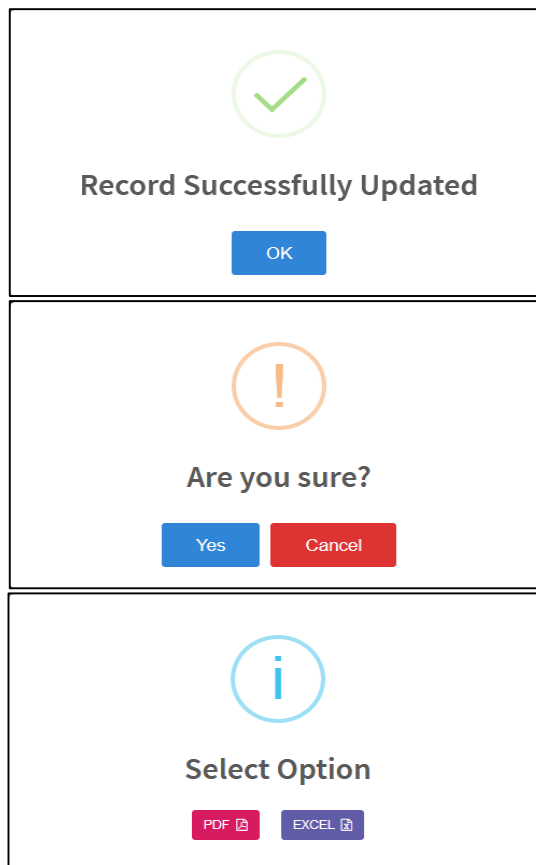 Record Successfully Updated
OK
!
Are you sure?
Yes Cancel
i
Select Option
PDF EXCEL